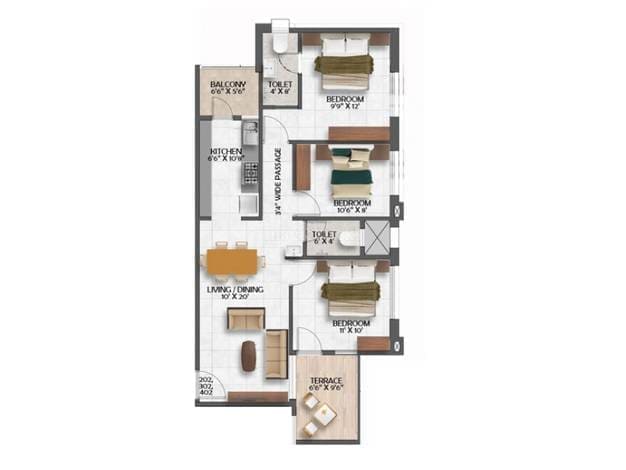 TOILET
4' X 8'
BEDROOM
9'9" X 12'
BALCONY
6'6" X 5'6"
KITCHEN
6'6" X 10'8"
3'4" WIDE PASSAGE
BEDROOM
10'6" X 8'
TOILET
6' X 4'
LIVING / DINING
10' X 20'
BEDROOM
11' X 10'
202,
302,
402
TERRACE
6'6" X 9'6"